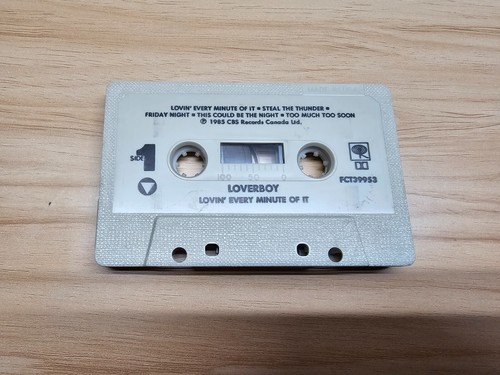 LOVIN' EVERY MINUTE OF IT ▪ STEAL THE THUNDER ▪
FRIDAY NIGHT ▪ THIS COULD BE THE NIGHT ▪ TOO MUCH TOO SOON
℗ 1985 CBS Records Canada Ltd.
SIDE 1
100 50 0
FCT39953
LOVERBOY
LOVIN' EVERY MINUTE OF IT